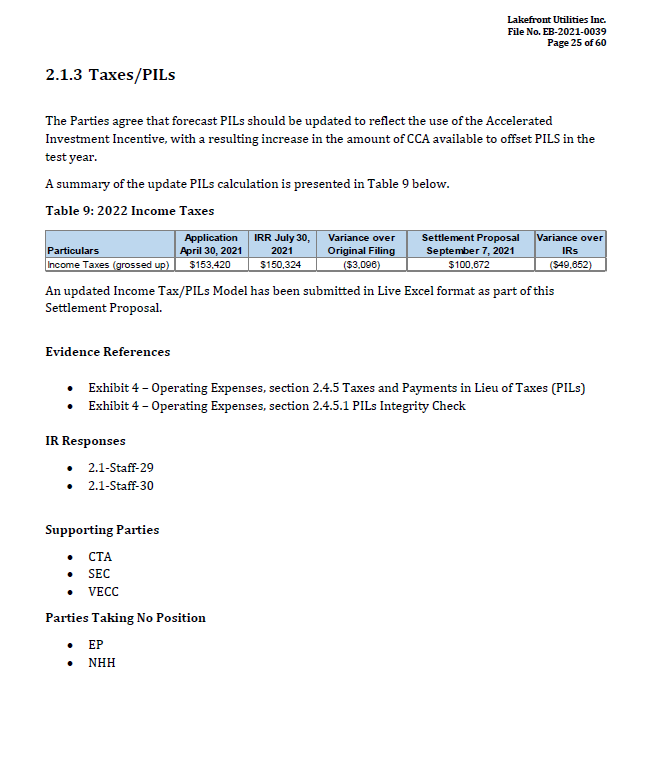 Lakefront Utilities Inc.
File No. EB-2021-0039
Page 25 of 60
2.1.3 Taxes/PILs
The Parties agree that forecast PILs should be updated to reflect the use of the Accelerated
Investment Incentive, with a resulting increase in the amount of CCA available to offset PILS in the
test year.
A summary of the update PILs calculation is presented in Table 9 below.
Table 9: 2022 Income Taxes
Particulars Application April 30, 2021 IRR July 30, 2021 Variance over Original Filing Settlement Proposal September 7, 2021 Variance over IRs
Income Taxes (grossed up) $153,420 $150,324 ($3,096) $100,672 ($49,652)
An updated Income Tax/PILs Model has been submitted in Live Excel format as part of this
Settlement Proposal.
Evidence References
• Exhibit 4 – Operating Expenses, section 2.4.5 Taxes and Payments in Lieu of Taxes (PILs)
• Exhibit 4 – Operating Expenses, section 2.4.5.1 PILs Integrity Check
IR Responses
• 2.1-Staff-29
• 2.1-Staff-30
Supporting Parties
• CTA
• SEC
• VECC
Parties Taking No Position
• EP
• NHH